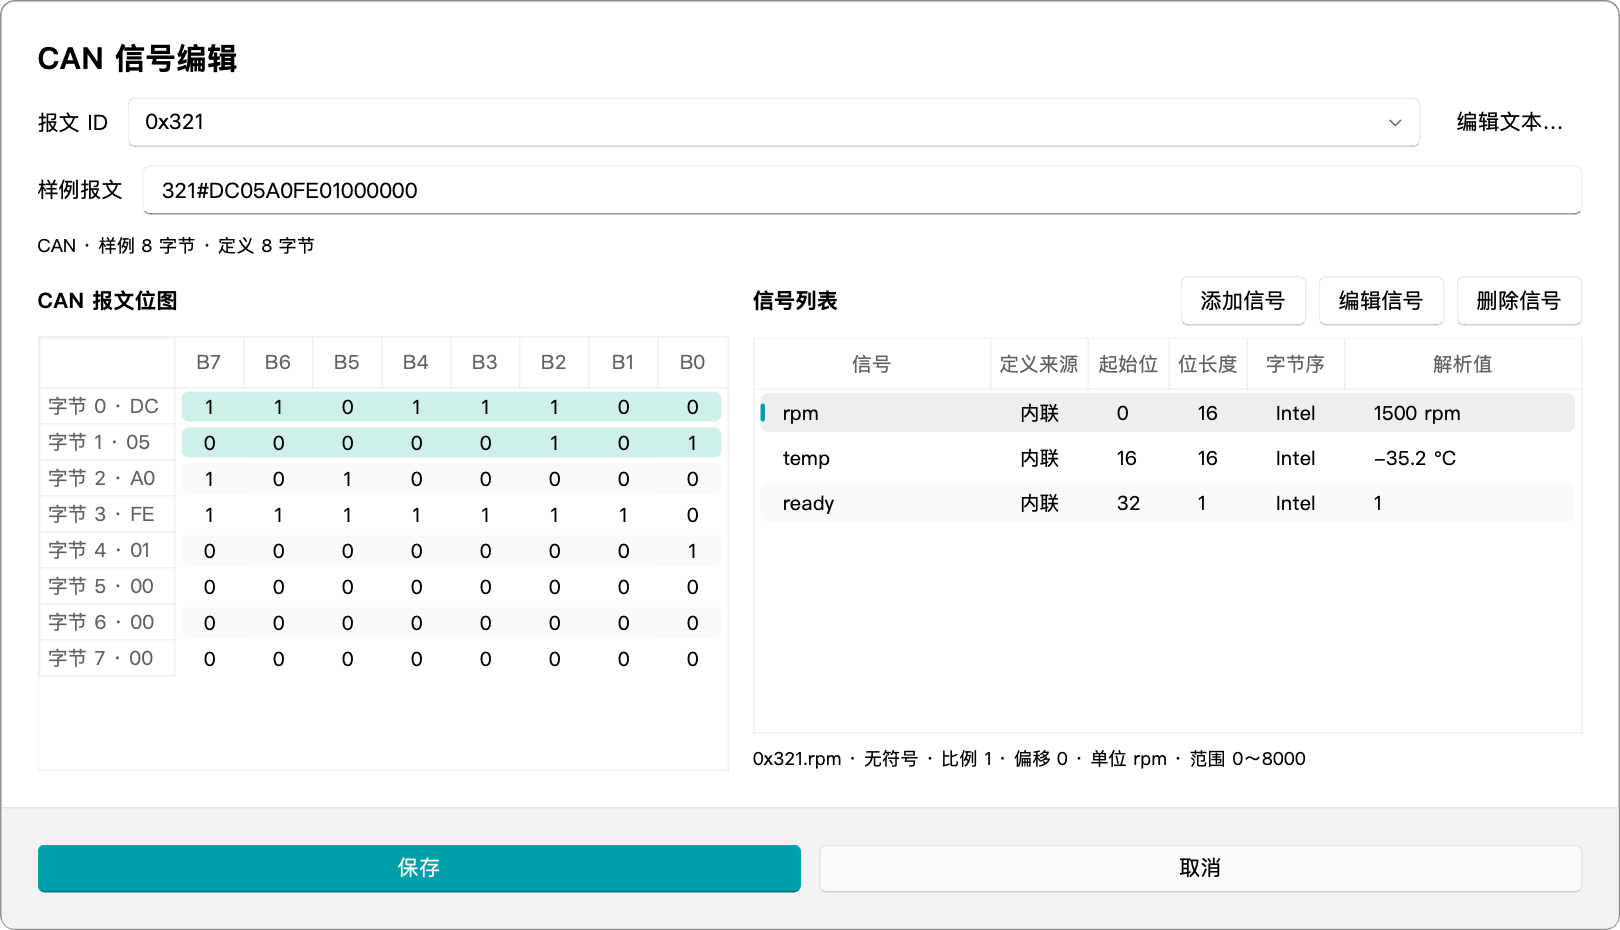 CAN 信号编辑
报文 ID 0x321 编辑文本...
样例报文 321#DC05A0FE01000000
CAN · 样例 8 字节 · 定义 8 字节
CAN 报文位图
B7 B6 B5 B4 B3 B2 B1 B0
字节 0 · DC 1 1 0 1 1 1 0 0
字节 1 · 05 0 0 0 0 0 1 0 1
字节 2 · A0 1 0 1 0 0 0 0 0
字节 3 · FE 1 1 1 1 1 1 1 0
字节 4 · 01 0 0 0 0 0 0 0 1
字节 5 · 00 0 0 0 0 0 0 0 0
字节 6 · 00 0 0 0 0 0 0 0 0
字节 7 · 00 0 0 0 0 0 0 0 0
信号列表 添加信号 编辑信号 删除信号
信号 定义来源 起始位 位长度 字节序 解析值
rpm 内联 0 16 Intel 1500 rpm
temp 内联 16 16 Intel −35.2 °C
ready 内联 32 1 Intel 1
0x321.rpm · 无符号 · 比例 1 · 偏移 0 · 单位 rpm · 范围 0～8000
保存 取消